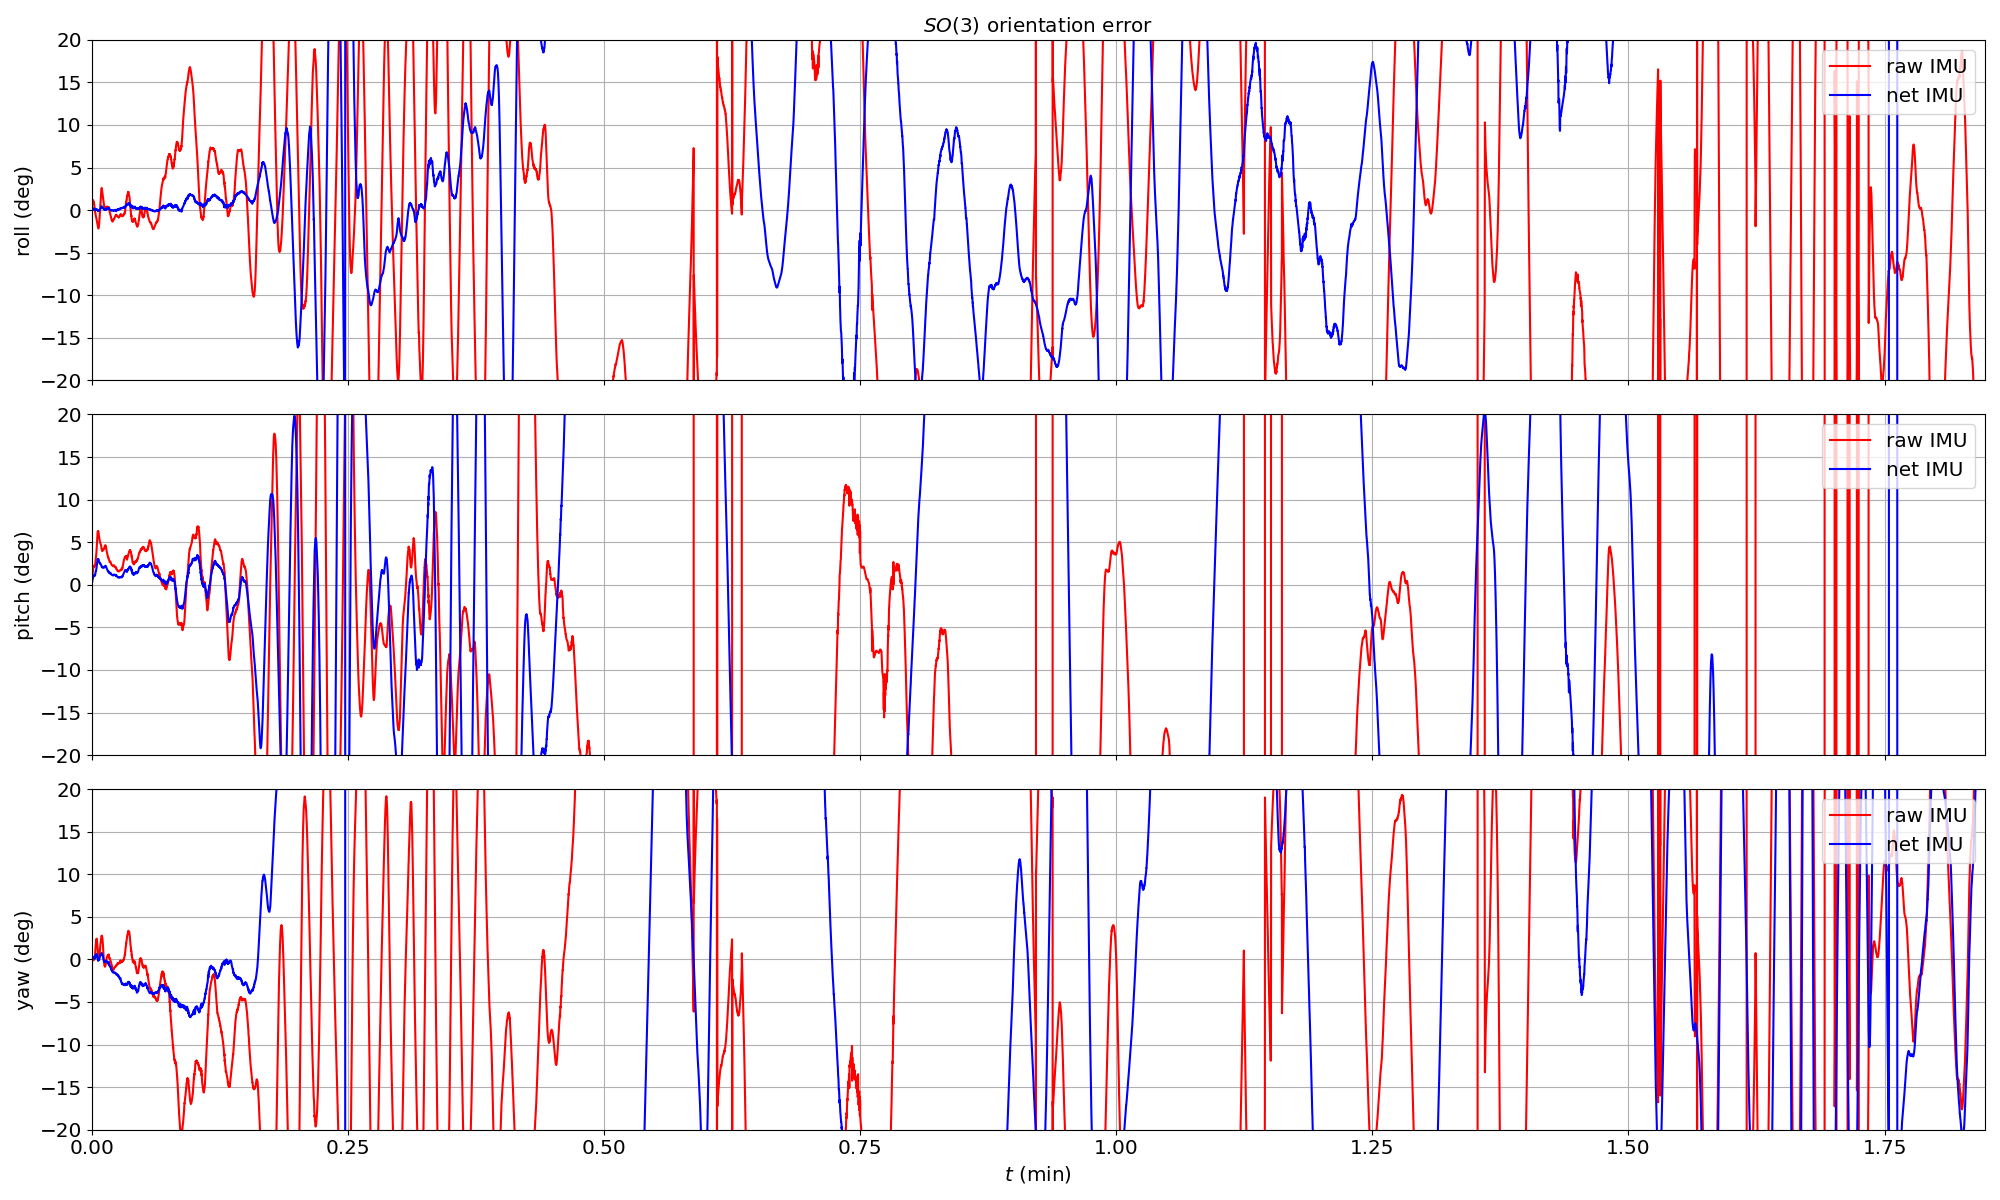 SO(3) orientation error
20
15
10
5
0
−5
−10
−15
−20
roll (deg)
raw IMU
net IMU
20
15
10
5
0
−5
−10
−15
−20
pitch (deg)
raw IMU
net IMU
20
15
10
5
0
−5
−10
−15
−20
yaw (deg)
raw IMU
net IMU
0.00 0.25 0.50 0.75 1.00 1.25 1.50 1.75
t (min)